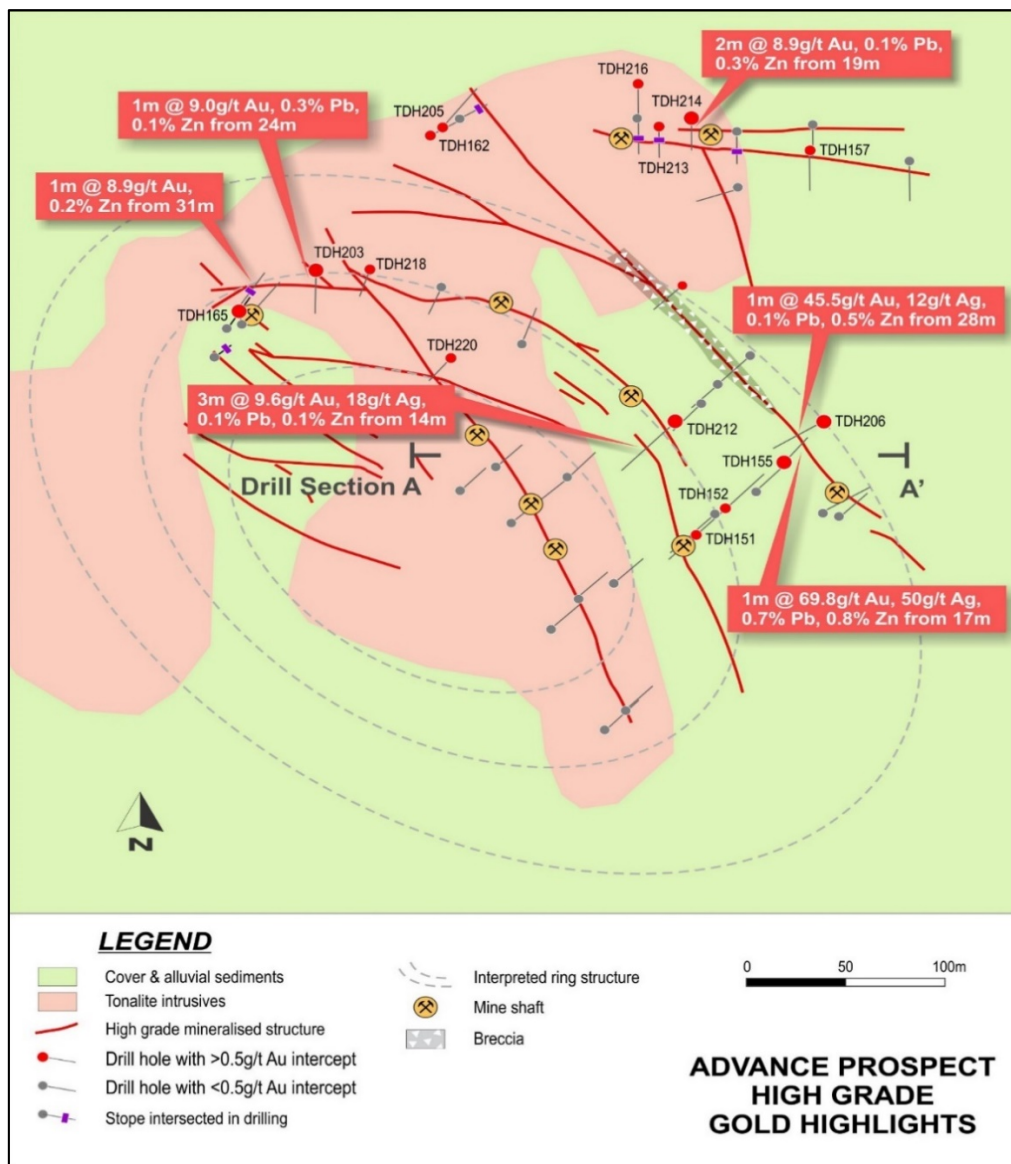 2m @ 8.9g/t Au, 0.1% Pb,
0.3% Zn from 19m
TDH216
TDH214
1m @ 9.0g/t Au, 0.3% Pb,
0.1% Zn from 24m
TDH205
TDH162
TDH213
TDH157
1m @ 8.9g/t Au,
0.2% Zn from 31m
TDH203
TDH218
TDH165
1m @ 45.5g/t Au, 12g/t Ag,
0.1% Pb, 0.5% Zn from 28m
TDH220
3m @ 9.6g/t Au, 18g/t Ag,
0.1% Pb, 0.1% Zn from 14m
TDH212
TDH206
TDH155
Drill Section A
A'
TDH152
TDH151
1m @ 69.8g/t Au, 50g/t Ag,
0.7% Pb, 0.8% Zn from 17m
N
LEGEND
Cover & alluvial sediments
Tonalite intrusives
High grade mineralised structure
Drill hole with >0.5g/t Au intercept
Drill hole with <0.5g/t Au intercept
Stope intersected in drilling
Interpreted ring structure
Mine shaft
Breccia
0 50 100m
ADVANCE PROSPECT
HIGH GRADE
GOLD HIGHLIGHTS